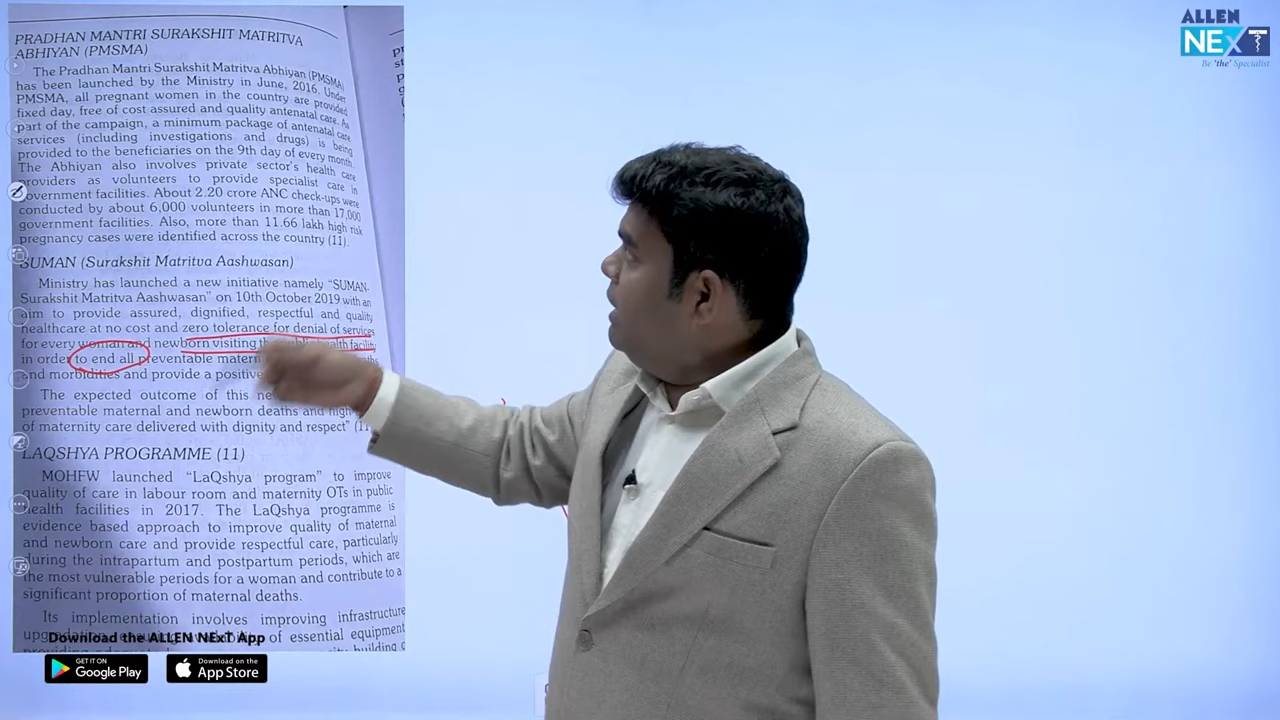 PRADHAN MANTRI SURAKSHIT MATRITVA
ABHIYAN (PMSMA)
The Pradhan Mantri Surakshit Matritva Abhiyan (PMSMA)
has been launched by the Ministry in June, 2016. Under
PMSMA, all pregnant women in the country are provided
fixed day, free of cost assured and quality antenatal care. As
part of the campaign, a minimum package of antenatal care
services (including investigations and drugs) is being
provided to the beneficiaries on the 9th day of every month.
The Abhiyan also involves private sector's health care
providers as volunteers to provide specialist care in
government facilities. About 2.20 crore ANC check-ups were
conducted by about 6,000 volunteers in more than 17,000
government facilities. Also, more than 11.66 lakh high risk
pregnancy cases were identified across the country (11).
SUMAN (Surakshit Matritva Aashwasan)
Ministry has launched a new initiative namely "SUMAN-
Surakshit Matritva Aashwasan" on 10th October 2019 with an
aim to provide assured, dignified, respectful and quality
healthcare at no cost and zero tolerance for denial of services
for every woman and newborn visiting the public health facility
in order to end all preventable matern
and morbidities and provide a positive
The expected outcome of this ne
preventable maternal and newborn deaths and high
of maternity care delivered with dignity and respect" (11
LAQSHYA PROGRAMME (11)
MOHFW launched "LaQshya program" to improve
quality of care in labour room and maternity OTs in public
health facilities in 2017. The LaQshya programme is
evidence based approach to improve quality of maternal
and newborn care and provide respectful care, particularly
during the intrapartum and postpartum periods, which are
the most vulnerable periods for a woman and contribute to a
significant proportion of maternal deaths.
Its implementation involves improving infrastructure
of essential equipment
building
Download the ALLEN NExT App
GET IT ON
Google Play
Download on the
App Store
ALLEN
NExT
Be 'the' Specialist